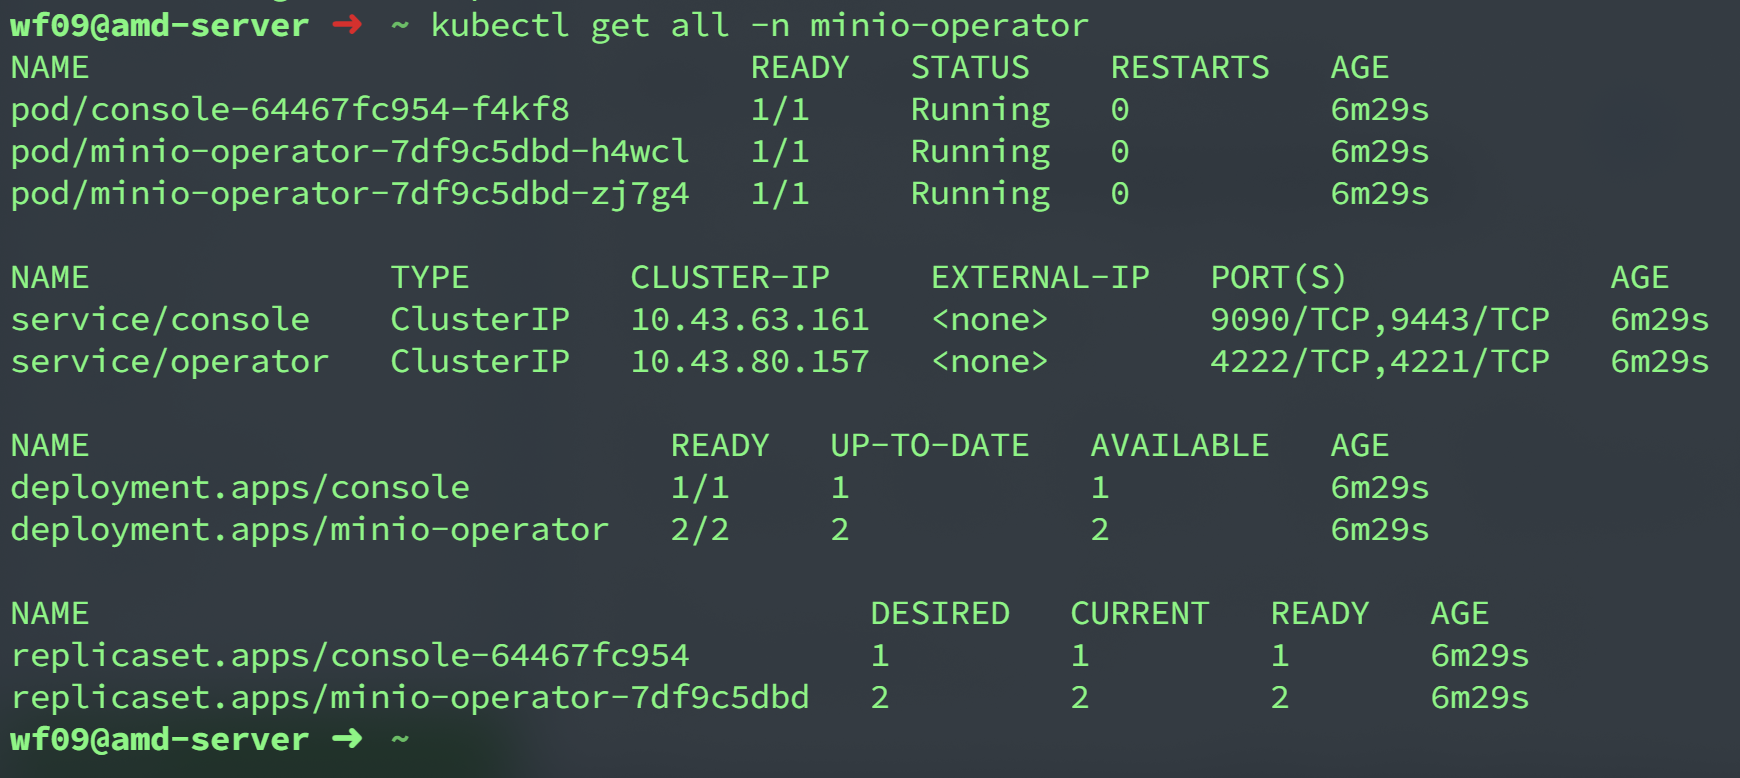 wf09@amd-server ➜ ~ kubectl get all -n minio-operator
NAME READY STATUS RESTARTS AGE
pod/console-64467fc954-f4kf8 1/1 Running 0 6m29s
pod/minio-operator-7df9c5dbd-h4wcl 1/1 Running 0 6m29s
pod/minio-operator-7df9c5dbd-zj7g4 1/1 Running 0 6m29s
NAME TYPE CLUSTER-IP EXTERNAL-IP PORT(S) AGE
service/console ClusterIP 10.43.63.161 <none> 9090/TCP,9443/TCP 6m29s
service/operator ClusterIP 10.43.80.157 <none> 4222/TCP,4221/TCP 6m29s
NAME READY UP-TO-DATE AVAILABLE AGE
deployment.apps/console 1/1 1 1 6m29s
deployment.apps/minio-operator 2/2 2 2 6m29s
NAME DESIRED CURRENT READY AGE
replicaset.apps/console-64467fc954 1 1 1 6m29s
replicaset.apps/minio-operator-7df9c5dbd 2 2 2 6m29s
wf09@amd-server ➜ ~